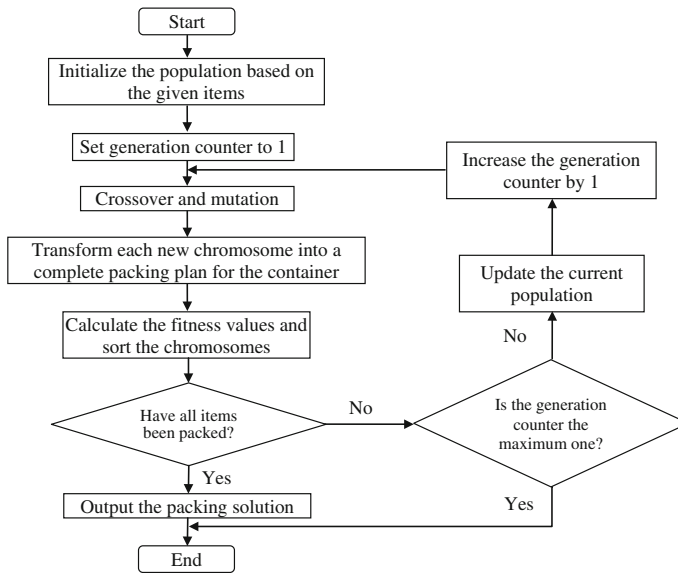 Start
Initialize the population based on
the given items
Set generation counter to 1
Crossover and mutation
Transform each new chromosome into a
complete packing plan for the container
Calculate the fitness values and
sort the chromosomes
Have all items
been packed?
No
Yes
Output the packing solution
End
Is the generation
counter the
maximum one?
No
Yes
Update the current
population
Increase the generation
counter by 1